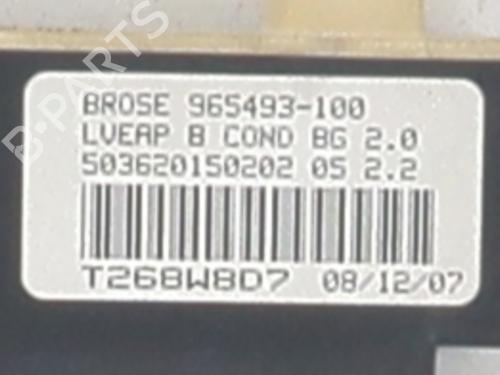 BROSE 965493-100
LVEAP B COND BG 2.0
503620150202 05 2.2
T268W8D7 08/12/07
B-PARTS